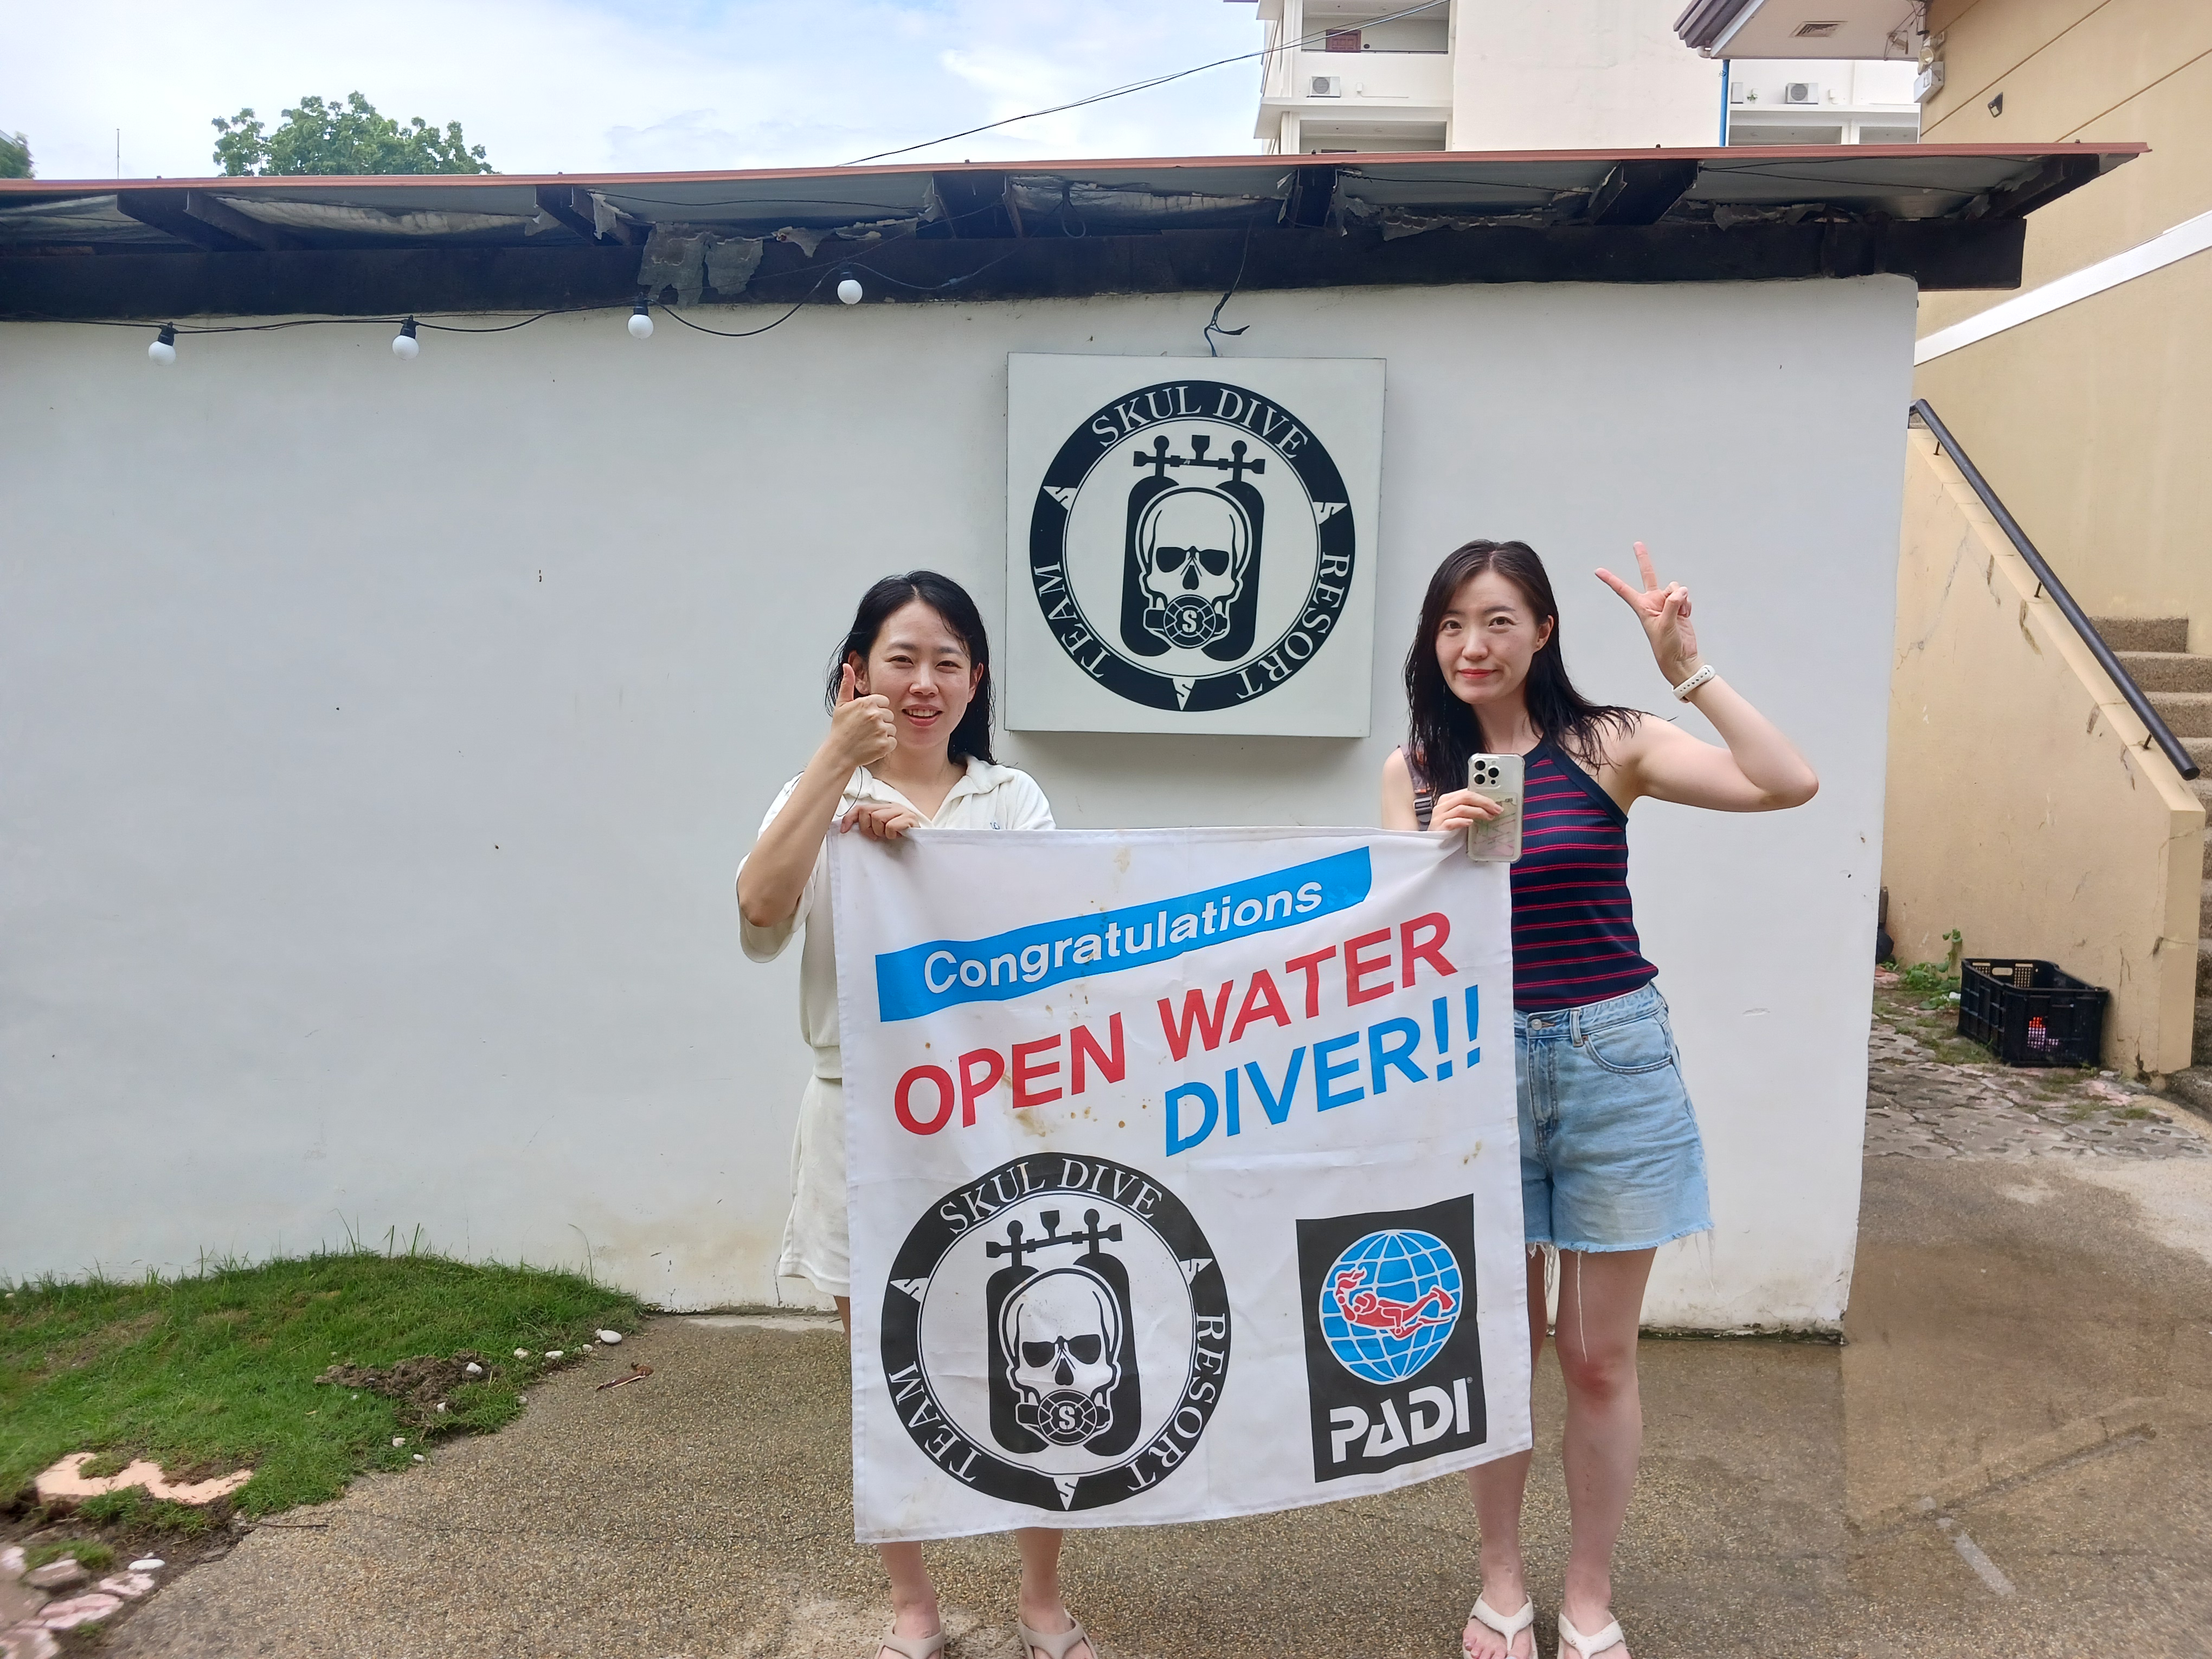 SKUL DIVE
TEAM
RESORT
S
Congratulations
OPEN WATER
DIVER!!
SKUL DIVE
TEAM
RESORT
S
PADI